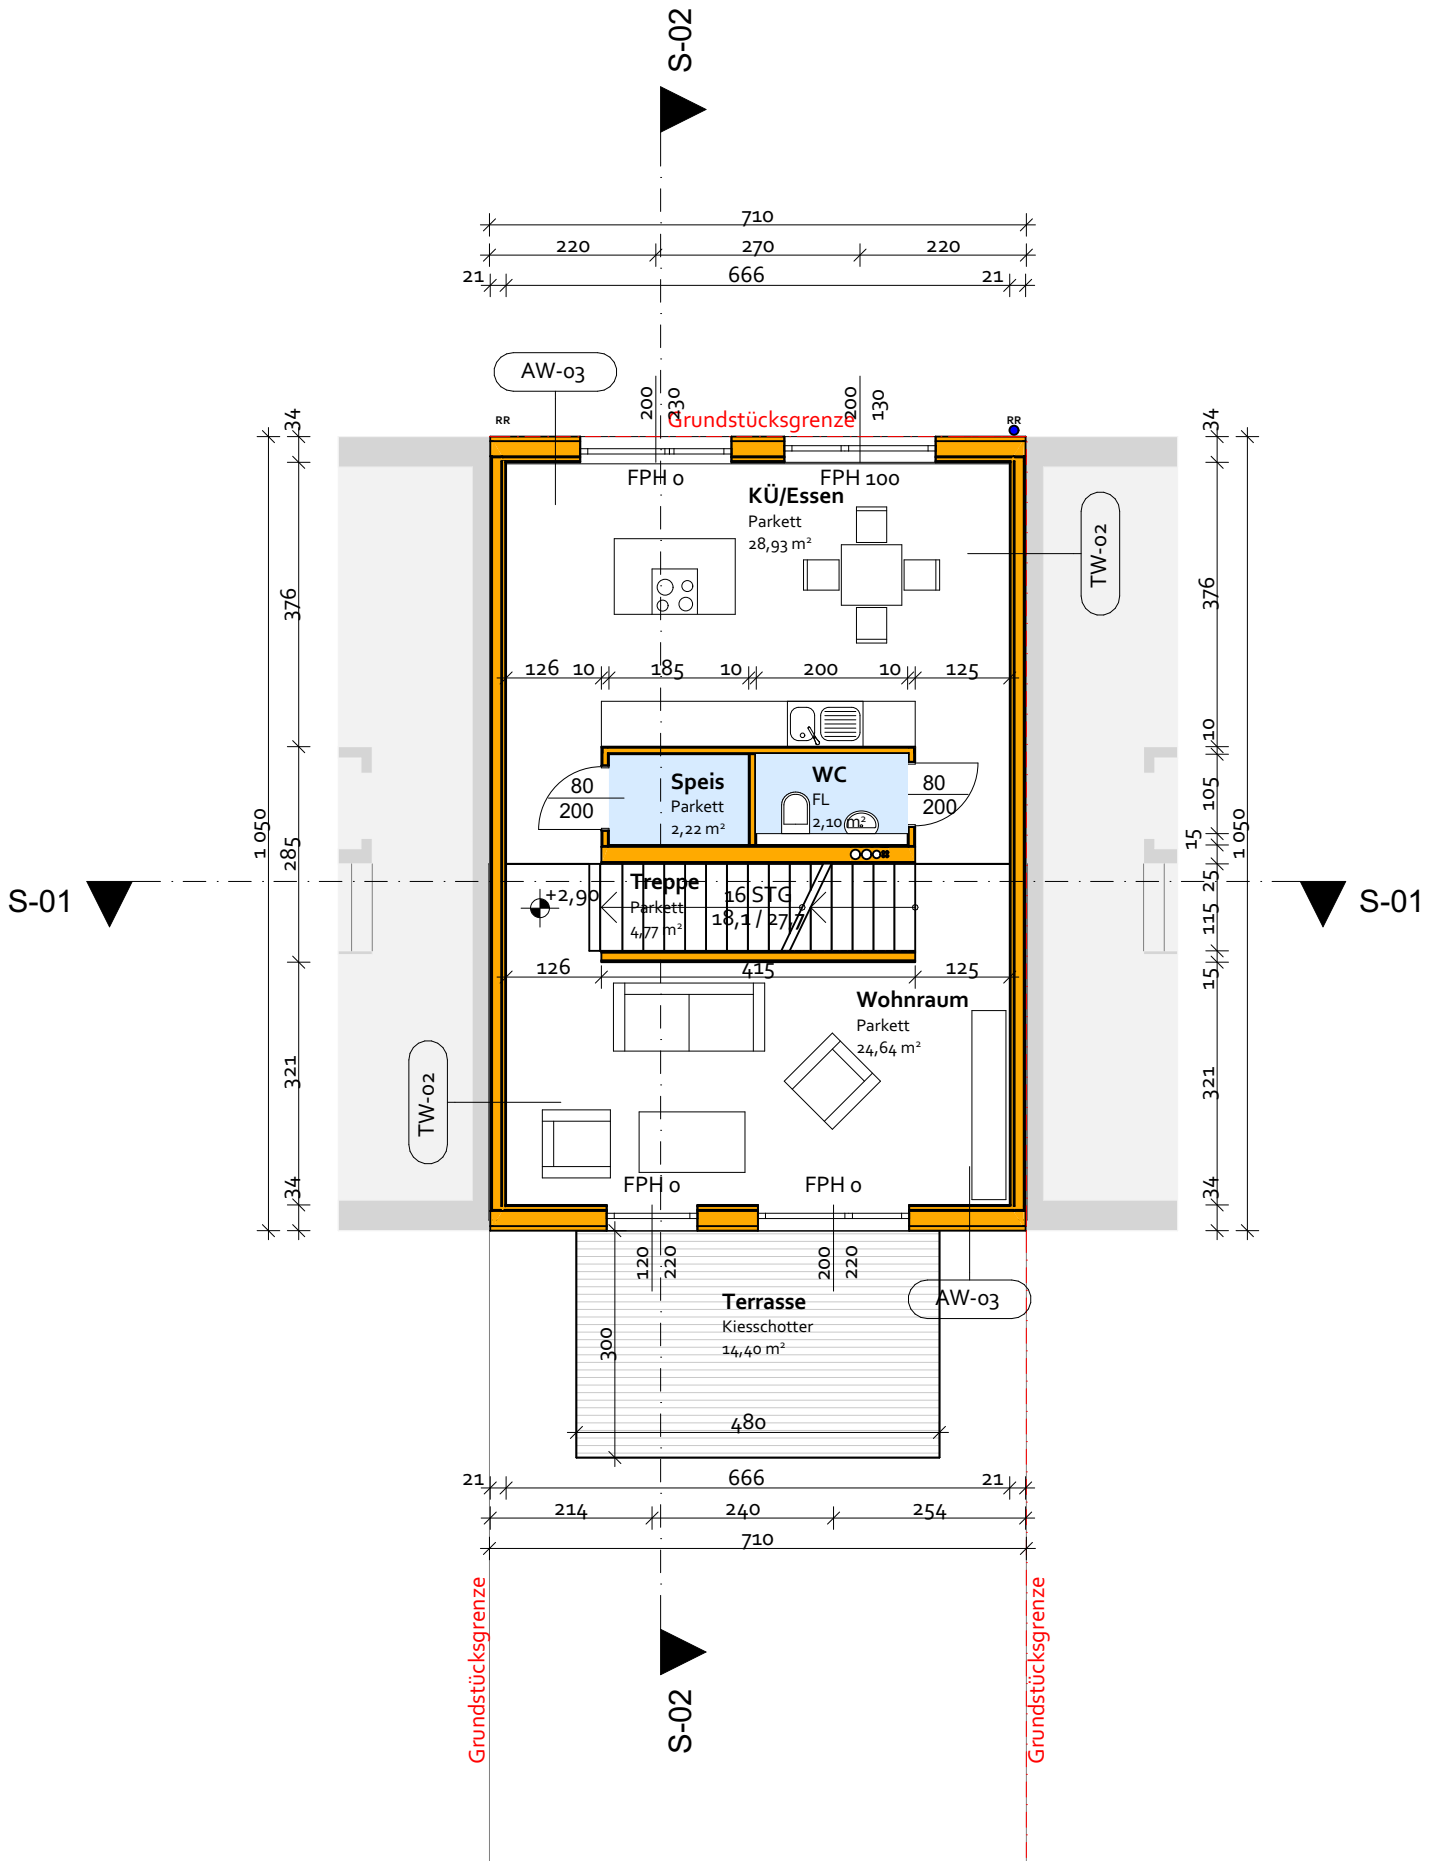 S-02
710
220 270 220
21 666 21
AW-03
200
230
200
130
Grundstücksgrenze
RR
RR
34
34
FPH 0
FPH 100
KÜ/Essen
Parkett
28,93 m²
TW-02
376
376
126 10 185 10 200 10 125
10
80
200
Speis
Parkett
2,22 m²
WC
FL
2,10 m²
80
200
105
15
1 050
285
1 050
S-01
S-01
+2,90
Treppe
Parkett
4,77 m²
16 STG
18,1 / 27,7
25
115
15
126 415 125
Wohnraum
Parkett
24,64 m²
TW-02
321
321
FPH 0
FPH 0
34
34
120
220
200
220
AW-03
Terrasse
Kiesschotter
14,40 m²
300
480
21 666 21
214 240 254
710
Grundstücksgrenze
Grundstücksgrenze
S-02